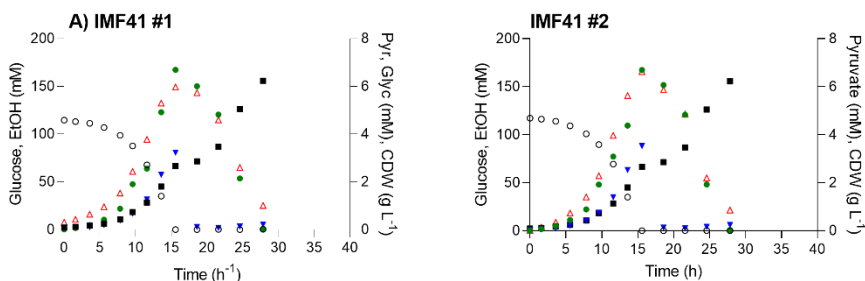 A) IMF41 #1
200
150
100
50
0
Glucose, EtOH (mM)
8
6
4
2
0
Pyr, Glyc (mM), CDW (g L⁻¹)
0 5 10 15 20 25 30 35 40
Time (h⁻¹)
IMF41 #2
200
150
100
50
0
Glucose, EtOH (mM)
8
6
4
2
0
Pyruvate (mM), CDW (g L⁻¹)
0 5 10 15 20 25 30 35 40
Time (h)